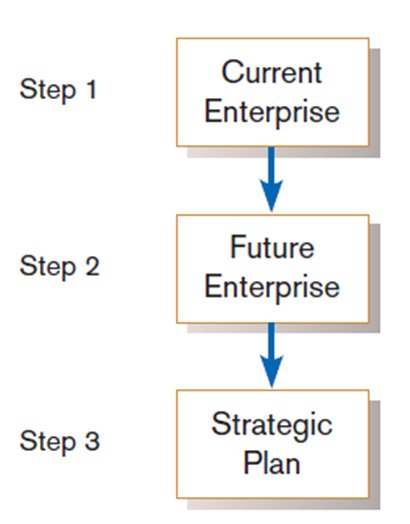 Step 1
Current
Enterprise
Step 2
Future
Enterprise
Step 3
Strategic
Plan